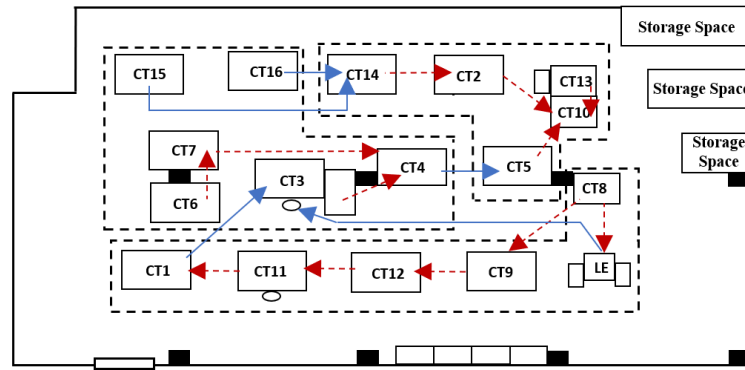 Storage Space
CT15
CT16
CT14
CT2
CT13
Storage Space
CT10
CT7
CT4
CT5
Storage
Space
CT3
CT6
CT8
CT1
CT11
CT12
CT9
LE